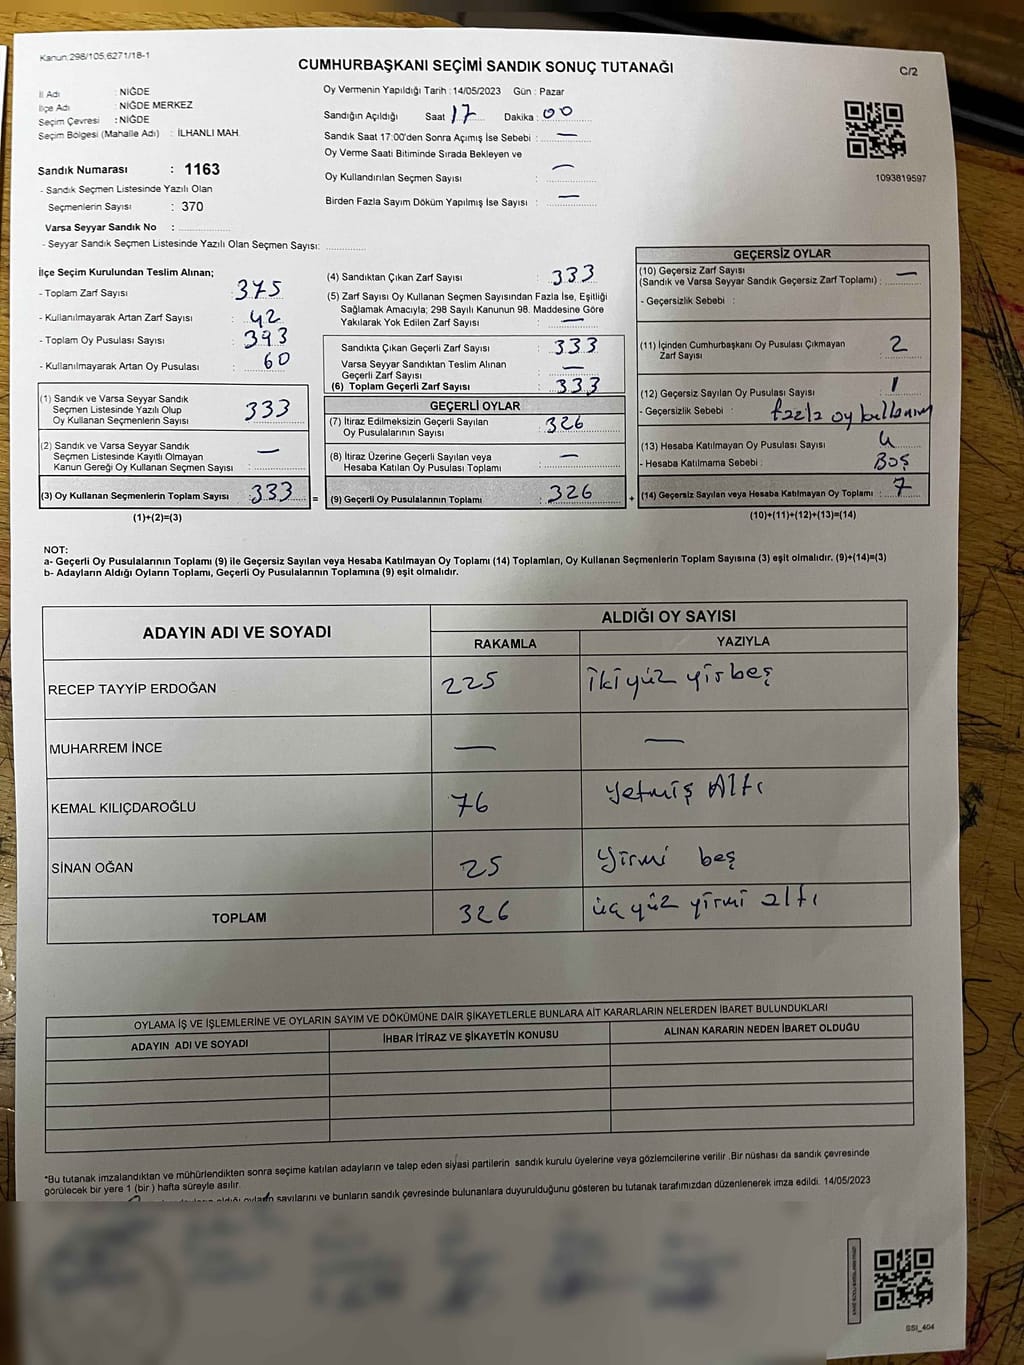 Kanun:298/105,6271/18-1
CUMHURBAŞKANI SEÇİMİ SANDIK SONUÇ TUTANAĞI
C/2
İl Adı : NİĞDE
İlçe Adı : NİĞDE MERKEZ
Seçim Çevresi : NİĞDE
Seçim Bölgesi (Mahalle Adı) : İLHANLI MAH.
Sandık Numarası : 1163
- Sandık Seçmen Listesinde Yazılı Olan
Seçmenlerin Sayısı : 370
Varsa Seyyar Sandık No :
- Seyyar Sandık Seçmen Listesinde Yazılı Olan Seçmen Sayısı:
Oy Vermenin Yapıldığı Tarih : 14/05/2023 Gün : Pazar
Sandığın Açıldığı Saat 17 Dakika : 00
Sandık Saat 17:00'den Sonra Açımış İse Sebebi : —
Oy Verme Saati Bitiminde Sırada Bekleyen ve
Oy Kullandırılan Seçmen Sayısı : —
Birden Fazla Sayım Döküm Yapılmış İse Sayısı : —
1093819597
İlçe Seçim Kurulundan Teslim Alınan;
- Toplam Zarf Sayısı : 375
- Kullanılmayarak Artan Zarf Sayısı : 42
- Toplam Oy Pusulası Sayısı : 393
- Kullanılmayarak Artan Oy Pusulası : 60
(1) Sandık ve Varsa Seyyar Sandık
Seçmen Listesinde Yazılı Olup
Oy Kullanan Seçmenlerin Sayısı : 333
(2) Sandık ve Varsa Seyyar Sandık
Seçmen Listesinde Kayıtlı Olmayan
Kanun Gereği Oy Kullanan Seçmen Sayısı : —
(3) Oy Kullanan Seçmenlerin Toplam Sayısı : 333 =
(1)+(2)=(3)
(4) Sandıktan Çıkan Zarf Sayısı : 333
(5) Zarf Sayısı Oy Kullanan Seçmen Sayısından Fazla İse, Eşitliği
Sağlamak Amacıyla; 298 Sayılı Kanunun 98. Maddesine Göre
Yakılarak Yok Edilen Zarf Sayısı : —
Sandıkta Çıkan Geçerli Zarf Sayısı : 333
Varsa Seyyar Sandıktan Teslim Alınan
Geçerli Zarf Sayısı : —
(6) Toplam Geçerli Zarf Sayısı : 333
GEÇERLİ OYLAR
(7) İtiraz Edilmeksizin Geçerli Sayılan
Oy Pusulalarının Sayısı : 326
(8) İtiraz Üzerine Geçerli Sayılan veya
Hesaba Katılan Oy Pusulası Toplamı : —
(9) Geçerli Oy Pusulalarının Toplamı : 326 +
GEÇERSİZ OYLAR
(10) Geçersiz Zarf Sayısı
(Sandık ve Varsa Seyyar Sandık Geçersiz Zarf Toplamı) : —
- Geçersizlik Sebebi :
(11) İçinden Cumhurbaşkanı Oy Pusulası Çıkmayan
Zarf Sayısı : 2
(12) Geçersiz Sayılan Oy Pusulası Sayısı : 1
- Geçersizlik Sebebi : fazla oy kullanım
(13) Hesaba Katılmayan Oy Pusulası Sayısı : 4
- Hesaba Katılmama Sebebi : BOŞ
(14) Geçersiz Sayılan veya Hesaba Katılmayan Oy Toplamı : 7
(10)+(11)+(12)+(13)=(14)
NOT:
a- Geçerli Oy Pusulalarının Toplamı (9) ile Geçersiz Sayılan veya Hesaba Katılmayan Oy Toplamı (14) Toplamları, Oy Kullanan Seçmenlerin Toplam Sayısına (3) eşit olmalıdır. (9)+(14)=(3)
b- Adayların Aldığı Oyların Toplamı, Geçerli Oy Pusulalarının Toplamına (9) eşit olmalıdır.
ADAYIN ADI VE SOYADI ALDIĞI OY SAYISI
RAKAMLA YAZIYLA
RECEP TAYYİP ERDOĞAN 225 ikiyüz yirbeş
MUHARREM İNCE — —
KEMAL KILIÇDAROĞLU 76 yetmiş Altı
SİNAN OĞAN 25 yirmi beş
TOPLAM 326 üç yüz yirmi altı
OYLAMA İŞ VE İŞLEMLERİNE VE OYLARIN SAYIM VE DÖKÜMÜNE DAİR ŞİKAYETLERLE BUNLARA AİT KARARLARIN NELERDEN İBARET BULUNDUKLARI
ADAYIN ADI VE SOYADI İHBAR İTİRAZ VE ŞİKAYETİN KONUSU ALINAN KARARIN NEDEN İBARET OLDUĞU
*Bu tutanak imzalandıktan ve mühürlendikten sonra seçime katılan adayların ve talep eden siyasi partilerin sandık kurulu üyelerine veya gözlemcilerine verilir .Bir nüshası da sandık çevresinde
görülecek bir yere 1 (bir ) hafta süreyle asılır.
aldığı oyların sayılarını ve bunların sandık çevresinde bulunanlara duyurulduğunu gösteren bu tutanak tarafımızdan düzenlenerek imza edildi. 14/05/2023
SSI_404